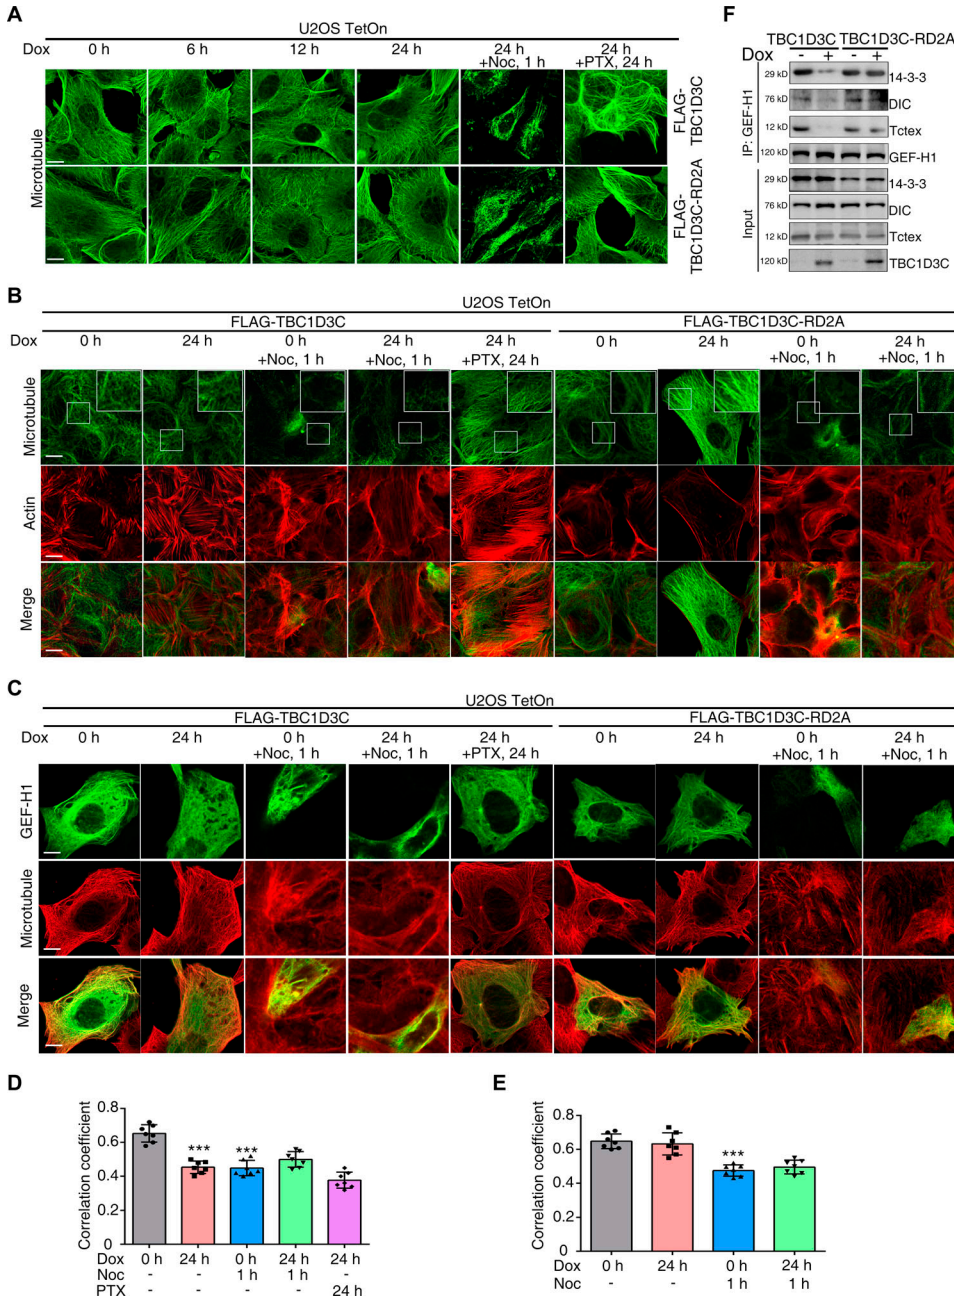 A
U2OS TetOn
Dox 0 h 6 h 12 h 24 h 24 h 24 h
+Noc, 1 h +PTX, 24 h
Microtubule
FLAG-
TBC1D3C
FLAG-
TBC1D3C-RD2A
F
TBC1D3C TBC1D3C-RD2A
Dox - + - +
IP: GEF-H1
29 kD 14-3-3
76 kD DIC
12 kD Tctex
120 kD GEF-H1
Input
29 kD 14-3-3
76 kD DIC
12 kD Tctex
120 kD TBC1D3C
B
U2OS TetOn
FLAG-TBC1D3C FLAG-TBC1D3C-RD2A
Dox 0 h 24 h 0 h 24 h 24 h 0 h 24 h 0 h 24 h
+Noc, 1 h +Noc, 1 h +PTX, 24 h +Noc, 1 h +Noc, 1 h
Microtubule
Actin
Merge
C
U2OS TetOn
FLAG-TBC1D3C FLAG-TBC1D3C-RD2A
Dox 0 h 24 h 0 h 24 h 24 h 0 h 24 h 0 h 24 h
+Noc, 1 h +Noc, 1 h +PTX, 24 h +Noc, 1 h +Noc, 1 h
GEF-H1
Microtubule
Merge
D
Correlation coefficient
0.8
0.6
0.4
0.2
0
*** ***
Dox 0 h 24 h 0 h 24 h 24 h
Noc - - 1 h 1 h -
PTX - - - - 24 h
E
Correlation coefficient
0.8
0.6
0.4
0.2
0
***
Dox 0 h 24 h 0 h 24 h
Noc - - 1 h 1 h